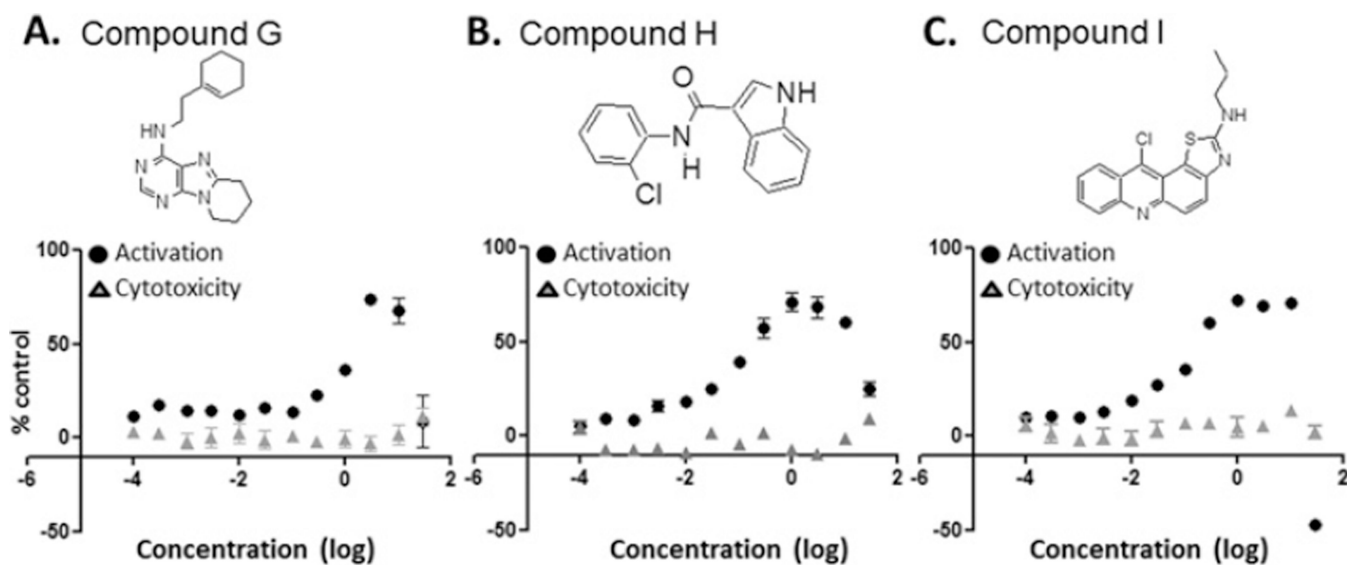 A. Compound G
B. Compound H
C. Compound I
HN
N
N
N
N
O
N
H
Cl
NH
Cl
S
NH
N
N
100
50
0
-50
% control
Activation
Cytotoxicity
-6
-4
-2
0
2
Concentration (log)
100
50
0
-50
Activation
Cytotoxicity
-4
-2
0
2
Concentration (log)
100
50
0
-50
Activation
Cytotoxicity
-4
-2
0
2
Concentration (log)